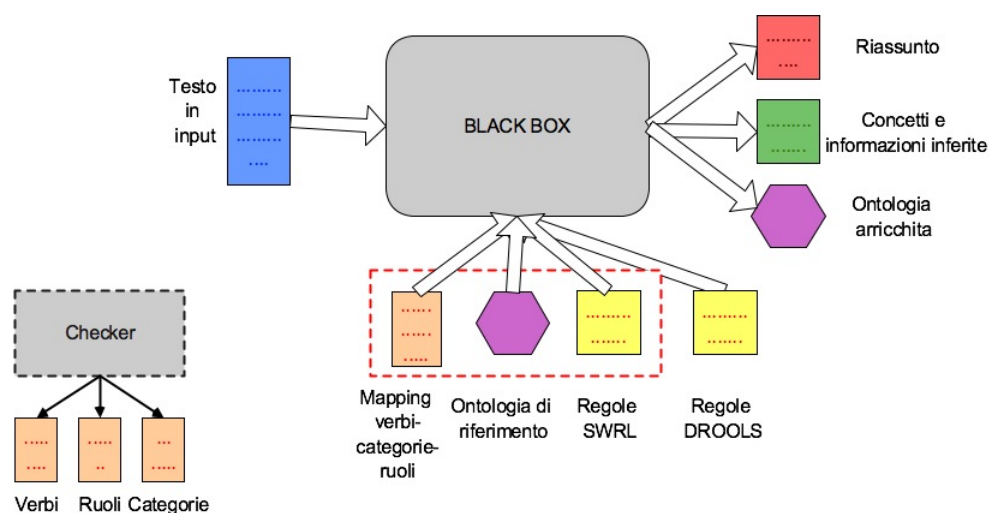 Testo
in
input
BLACK BOX
Riassunto
Concetti e
informazioni inferite
Ontologia
arricchita
Checker
Verbi
Ruoli
Categorie
Mapping
verbi-
categorie-
ruoli
Ontologia di
riferimento
Regole
SWRL
Regole
DROOLS